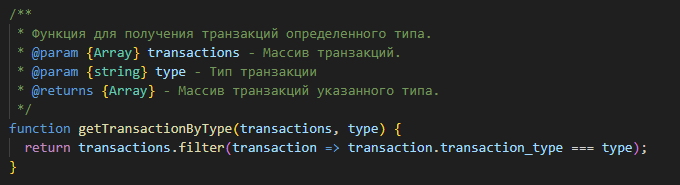 /**
 * Функция для получения транзакций определенного типа.
 * @param {Array} transactions - Массив транзакций.
 * @param {string} type - Тип транзакции
 * @returns {Array} - Массив транзакций указанного типа.
 */
function getTransactionByType(transactions, type) {
  return transactions.filter(transaction => transaction.transaction_type === type);
}